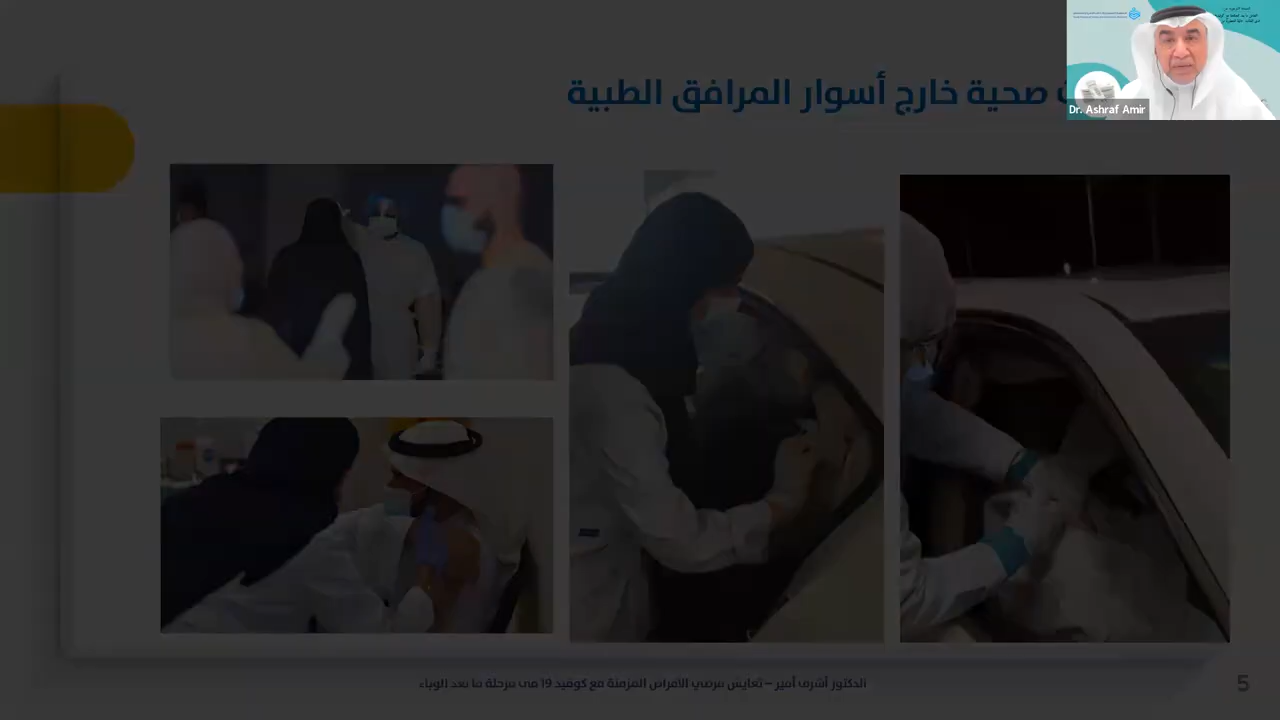 صحية خارج أسوار المرافق الطبية
Dr. Ashraf Amir
الدكتور أشرف أمير – تعايش مرضي الأمراض المزمنة مع كوفيد 19 في مرحلة ما بعد الوباء
5